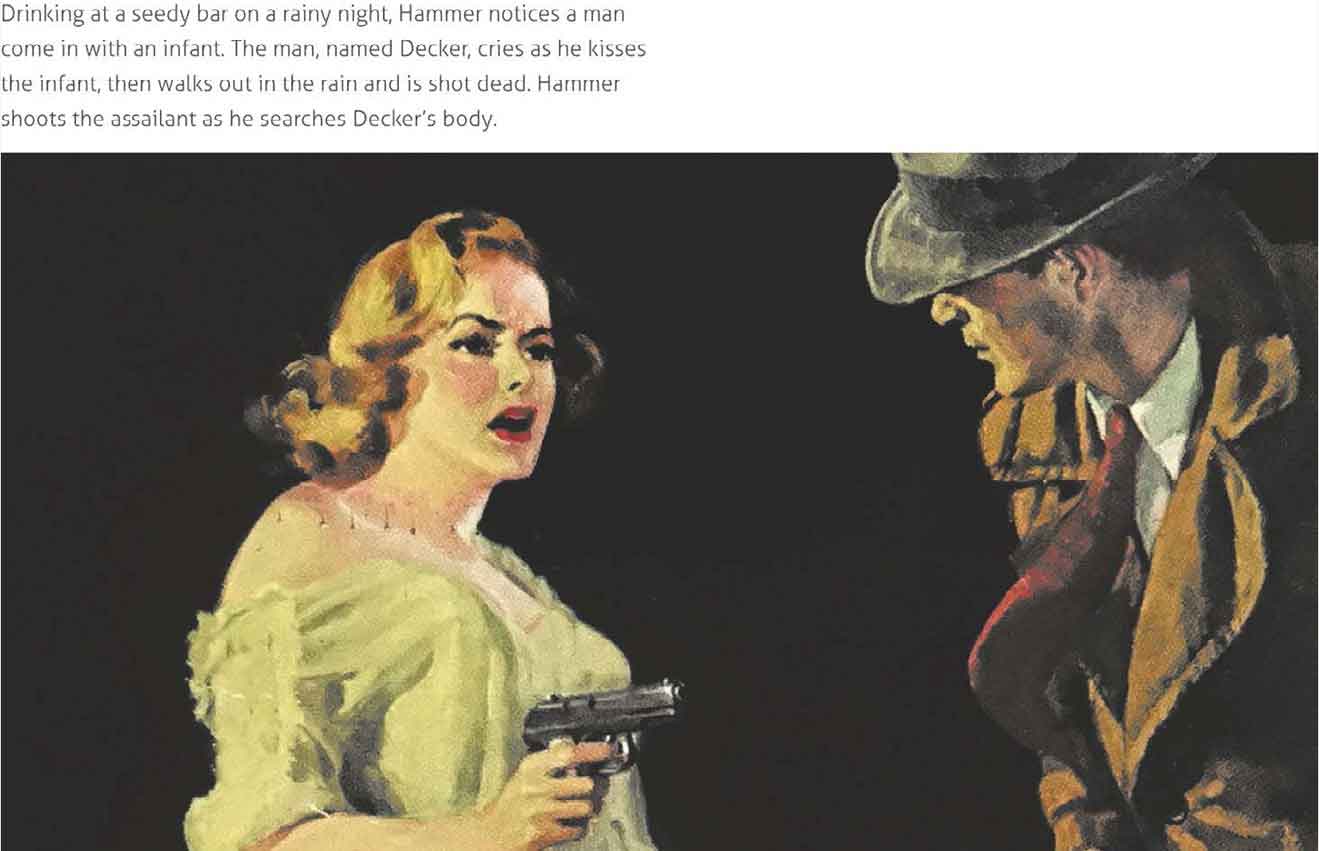 Drinking at a seedy bar on a rainy night, Hammer notices a man
come in with an infant. The man, named Decker, cries as he kisses
the infant, then walks out in the rain and is shot dead. Hammer
shoots the assailant as he searches Decker’s body.